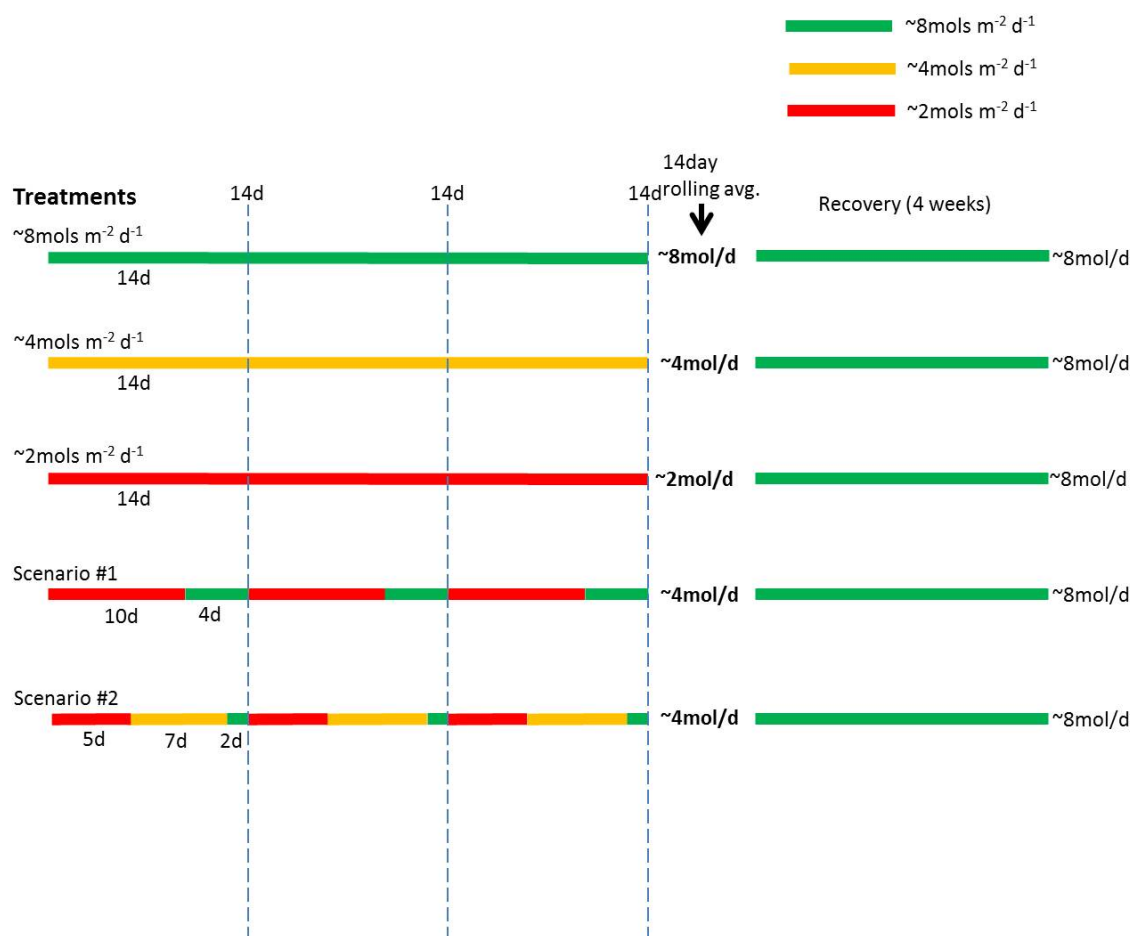 ~8mols m⁻² d⁻¹
~4mols m⁻² d⁻¹
~2mols m⁻² d⁻¹
14day
rolling avg.
Treatments
14d
14d
14d
Recovery (4 weeks)
~8mols m⁻² d⁻¹
14d
~8mol/d
~8mol/d
~4mols m⁻² d⁻¹
14d
~4mol/d
~8mol/d
~2mols m⁻² d⁻¹
14d
~2mol/d
~8mol/d
Scenario #1
10d
4d
~4mol/d
~8mol/d
Scenario #2
5d
7d
2d
~4mol/d
~8mol/d